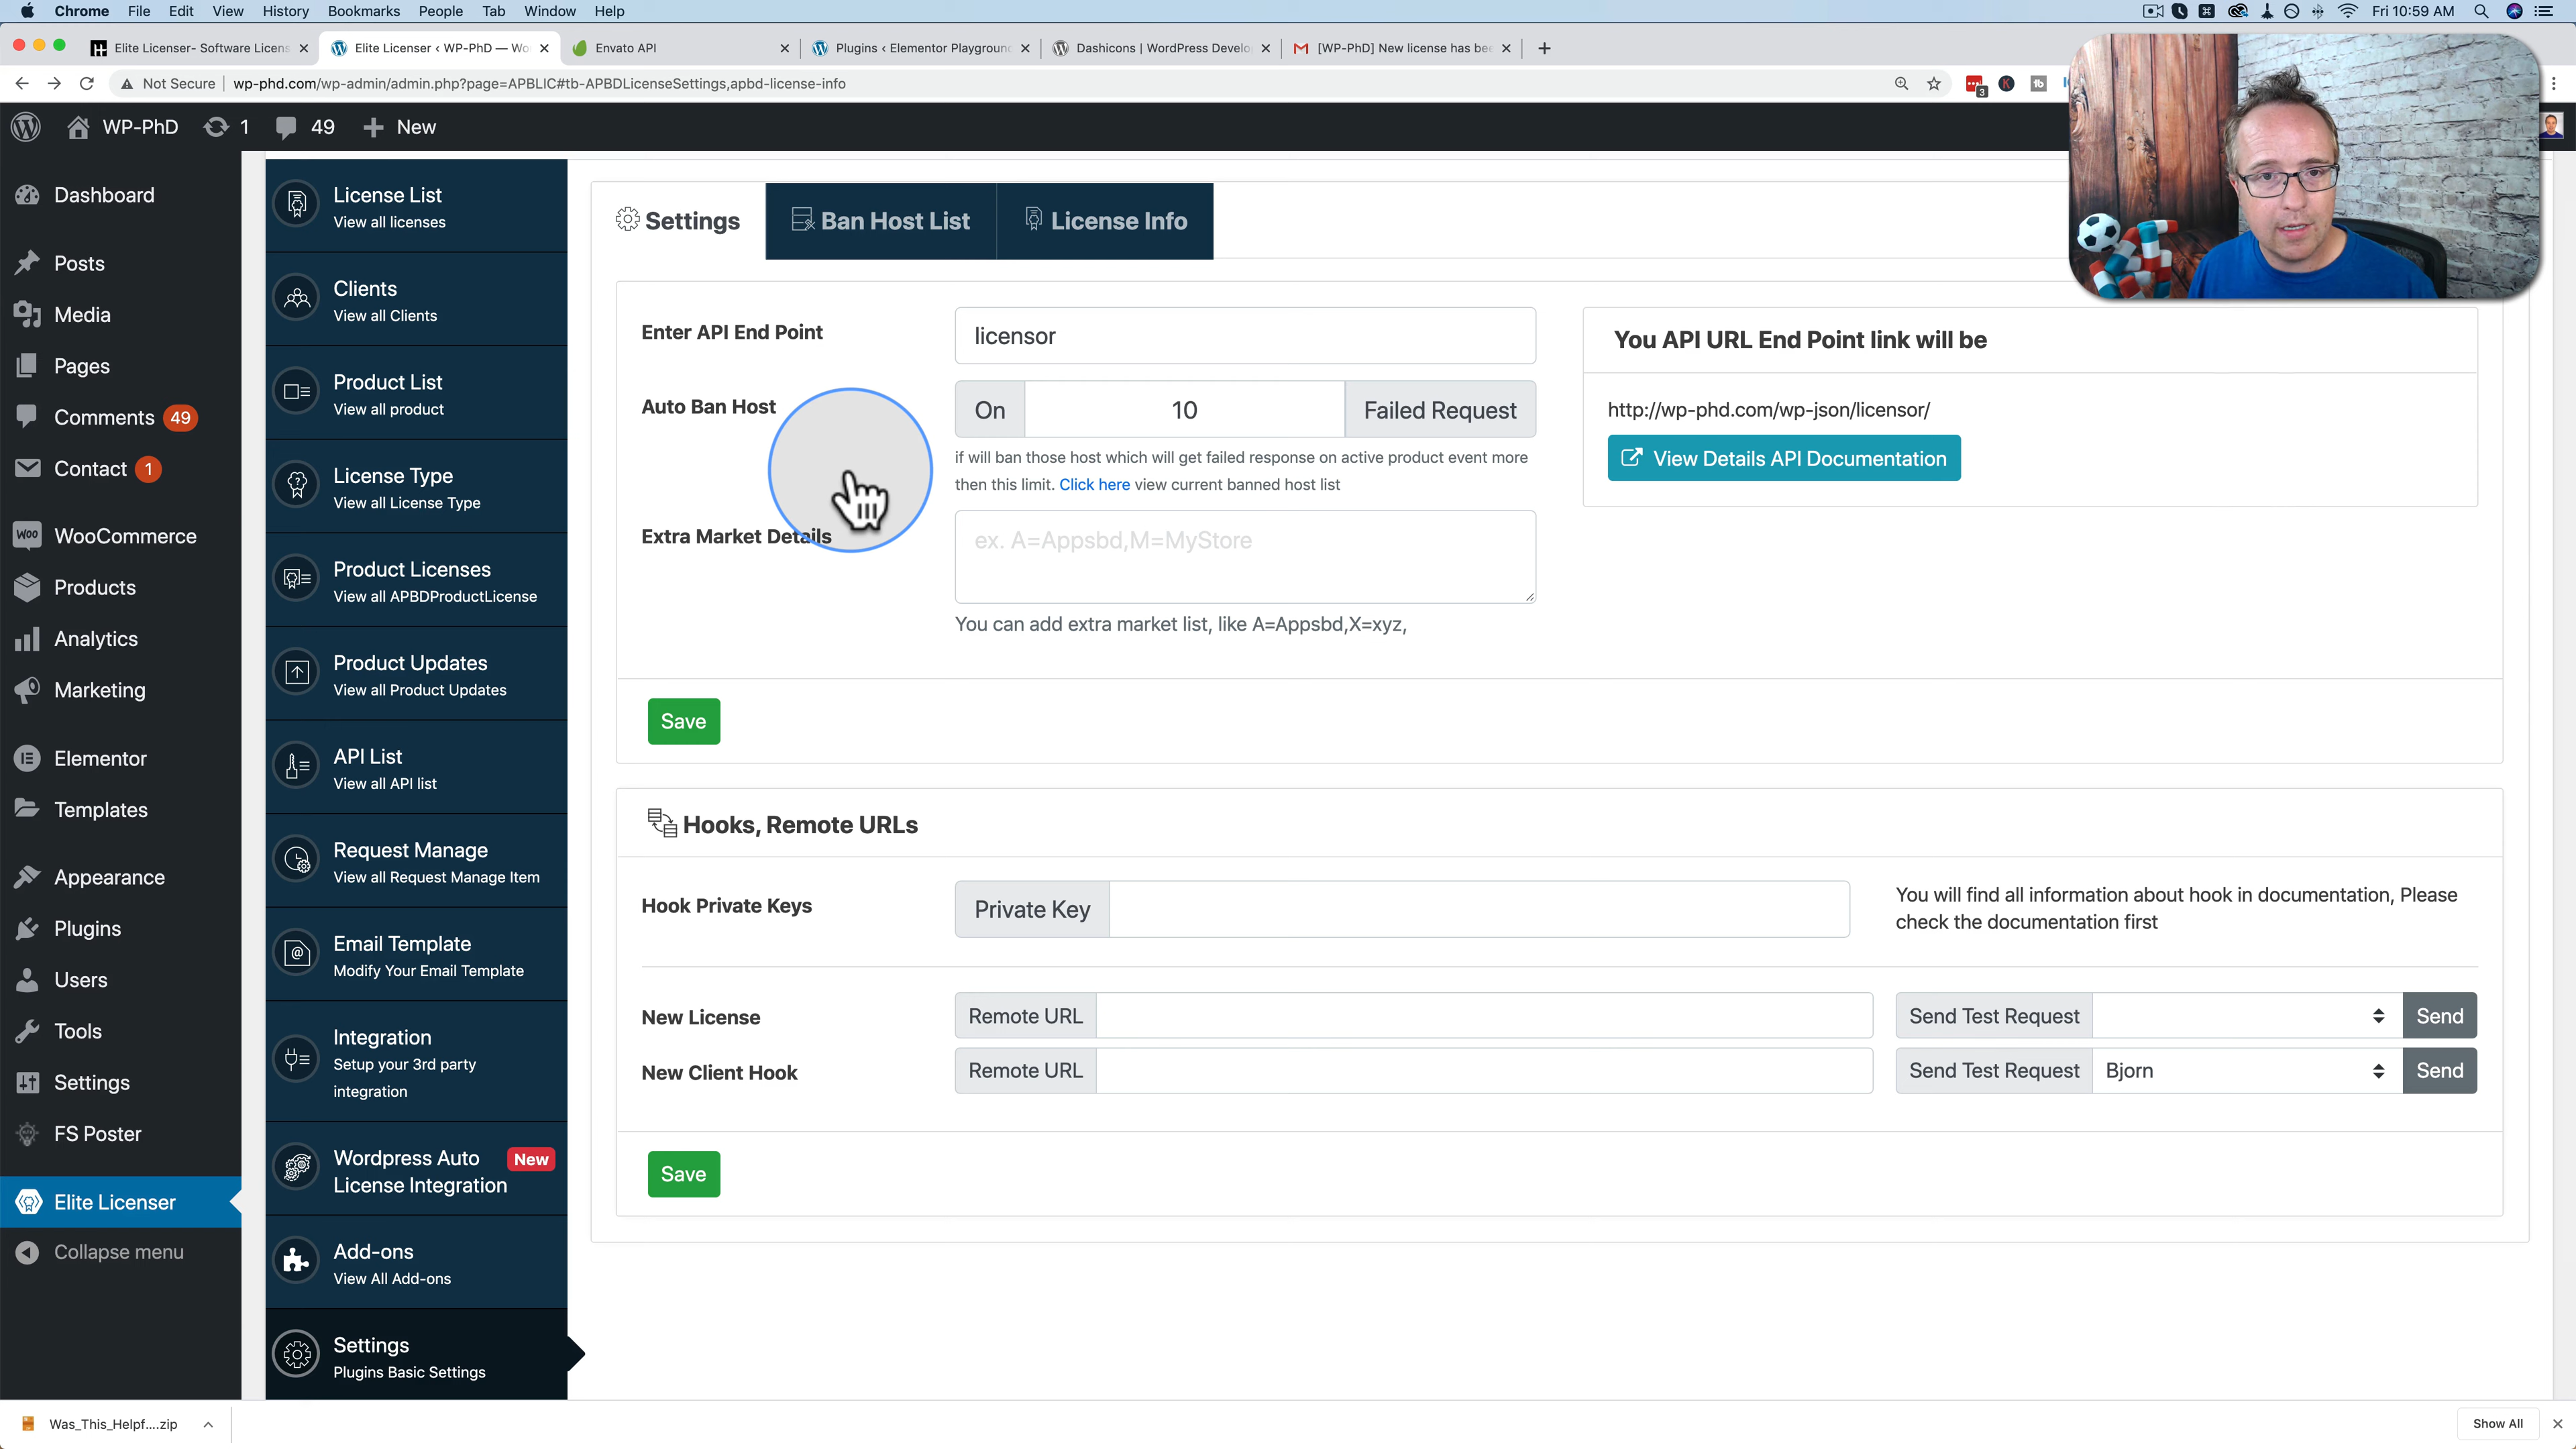 Chrome File Edit View History Bookmarks People Tab Window Help Fri 10:59 AM
Elite Licenser- Software Licens Elite Licenser ‹ WP-PhD — Wo Envato API Plugins ‹ Elementor Playground Dashicons | WordPress Develo [WP-PhD] New license has bee
Not Secure wp-phd.com/wp-admin/admin.php?page=APBLIC#tb-APBDLicenseSettings,apbd-license-info
WP-PhD 1 49 New
Dashboard
Posts
Media
Pages
Comments 49
Contact 1
WooCommerce
Products
Analytics
Marketing
Elementor
Templates
Appearance
Plugins
Users
Tools
Settings
FS Poster
Elite Licenser
Collapse menu
License List
View all licenses
Clients
View all Clients
Product List
View all product
License Type
View all License Type
Product Licenses
View all APBDProductLicense
Product Updates
View all Product Updates
API List
View all API list
Request Manage
View all Request Manage Item
Email Template
Modify Your Email Template
Integration
Setup your 3rd party
integration
Wordpress Auto New
License Integration
Add-ons
View All Add-ons
Settings
Plugins Basic Settings
Settings Ban Host List License Info
Enter API End Point licensor
Auto Ban Host On 10 Failed Request
if will ban those host which will get failed response on active product event more
then this limit. Click here view current banned host list
Extra Market Details ex. A=Appsbd,M=MyStore
You can add extra market list, like A=Appsbd,X=xyz,
Save
You API URL End Point link will be
http://wp-phd.com/wp-json/licensor/
View Details API Documentation
Hooks, Remote URLs
Hook Private Keys Private Key
You will find all information about hook in documentation, Please
check the documentation first
New License Remote URL Send Test Request Send
New Client Hook Remote URL Send Test Request Bjorn Send
Save
Was_This_Helpf....zip Show All